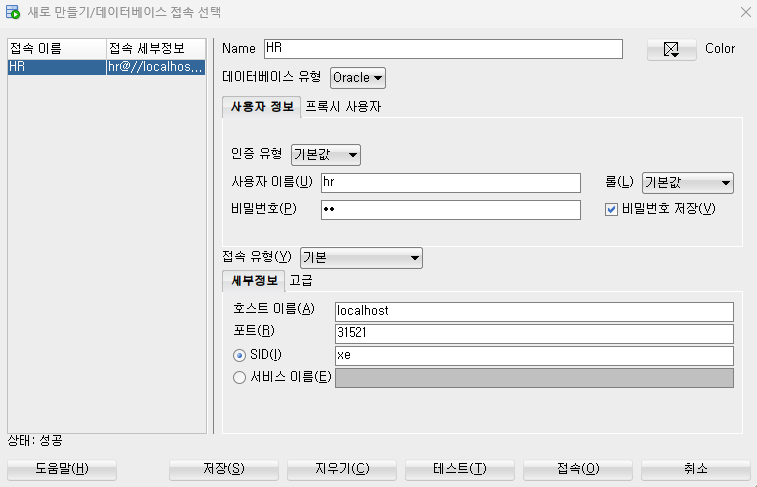 새로 만들기/데이터베이스 접속 선택
접속 이름 접속 세부정보
HR hr@//localhos,,,
Name HR Color
데이터베이스 유형 Oracle
사용자 정보 프록시 사용자
인증 유형 기본값
사용자 이름(U) hr 롤(L) 기본값
비밀번호(P) •• 비밀번호 저장(V)
접속 유형(Y) 기본
세부정보 고급
호스트 이름(A) localhost
포트(R) 31521
SID(I) xe
서비스 이름(E)
상태: 성공
도움말(H) 저장(S) 지우기(C) 테스트(T) 접속(O) 취소